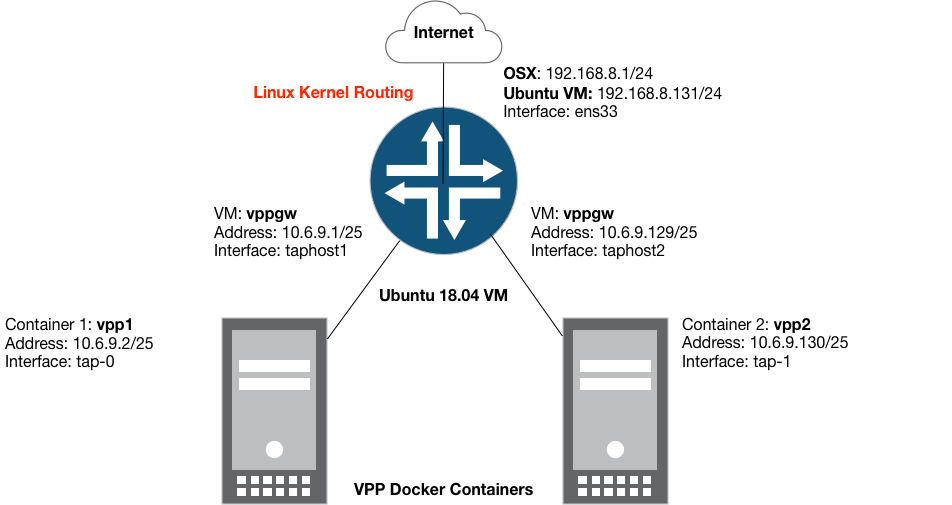 Internet
OSX: 192.168.8.1/24
Linux Kernel Routing
Ubuntu VM: 192.168.8.131/24
Interface: ens33
VM: vppgw
Address: 10.6.9.1/25
Interface: taphost1
VM: vppgw
Address: 10.6.9.129/25
Interface: taphost2
Ubuntu 18.04 VM
Container 1: vpp1
Address: 10.6.9.2/25
Interface: tap-0
Container 2: vpp2
Address: 10.6.9.130/25
Interface: tap-1
VPP Docker Containers